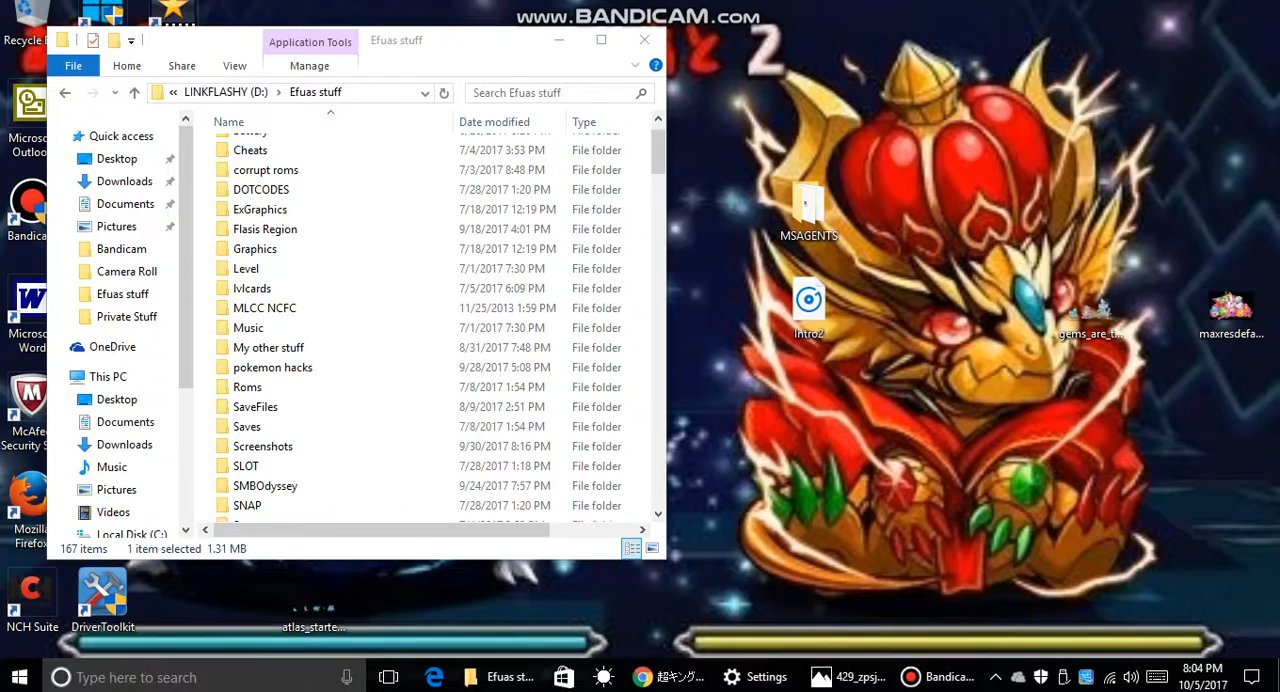 www.BANDICAM.com
2
Application Tools
Efuas stuff
File
Home
Share
View
Manage
« LINKFLASHY (D:) > Efuas stuff
Search Efuas stuff
Name
Date modified
Type
Cheats 7/4/2017 3:53 PM File folder
corrupt roms 7/3/2017 8:48 PM File folder
DOTCODES 7/28/2017 1:20 PM File folder
ExGraphics 7/18/2017 12:19 PM File folder
Flasis Region 9/18/2017 4:01 PM File folder
Graphics 7/18/2017 12:19 PM File folder
Level 7/1/2017 7:30 PM File folder
lvlcards 7/5/2017 6:09 PM File folder
MLCC NCFC 11/25/2013 1:59 PM File folder
Music 7/1/2017 7:30 PM File folder
My other stuff 8/31/2017 7:48 PM File folder
pokemon hacks 9/28/2017 5:08 PM File folder
Roms 7/8/2017 1:54 PM File folder
SaveFiles 8/9/2017 2:51 PM File folder
Saves 7/8/2017 1:54 PM File folder
Screenshots 9/30/2017 8:16 PM File folder
SLOT 7/28/2017 1:18 PM File folder
SMBOdyssey 9/24/2017 7:57 PM File folder
SNAP 7/28/2017 1:20 PM File folder
Quick access
Desktop
Downloads
Documents
Pictures
Bandicam
Camera Roll
Efuas stuff
Private Stuff
OneDrive
This PC
Desktop
Documents
Downloads
Music
Pictures
Videos
Local Disk (C:)
167 items 1 item selected 1.31 MB
Recycle
Micros
Outloo
Bandic
Micros
Word
McAfe
Security S
Mozill
Firefo
NCH Suite
DriverToolkit
atlas_starte...
MSAGENTS
Intro2
gems_are_t...
maxresdefa...
Type here to search
Efuas st...
超キング...
Settings
429_zpsj...
Bandica...
8:04 PM
10/5/2017